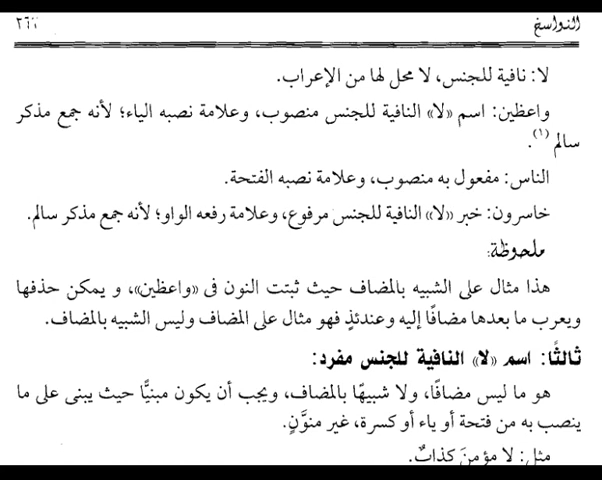 النواسخ
لا: نافية للجنس، لا محل لها من الإعراب.
واعظين: اسم «لا» النافية للجنس منصوب، وعلامة نصبه الياء؛ لأنه جمع مذكر
سالم (١).
الناس: مفعول به منصوب، وعلامة نصبه الفتحة.
خاسرون: خبر «لا» النافية للجنس مرفوع، وعلامة رفعه الواو؛ لأنه جمع مذكر سالم.
ملحوظة:
هذا مثال على الشبيه بالمضاف حيث ثبتت النون فى «واعظين»، و يمكن حذفها
ويعرب ما بعدها مضافًا إليه وعندئذٍ فهو مثال على المضاف وليس الشبيه بالمضاف.
ثالثًا: اسم «لا» النافية للجنس مفرد:
هو ما ليس مضافًا، ولا شبيهًا بالمضاف، ويجب أن يكون مبنيًّا حيث يبنى على ما
ينصب به من فتحة أو ياء أو كسرة، غير منوَّنٍ.
مثل: لا مؤمنَ كذابٌ.